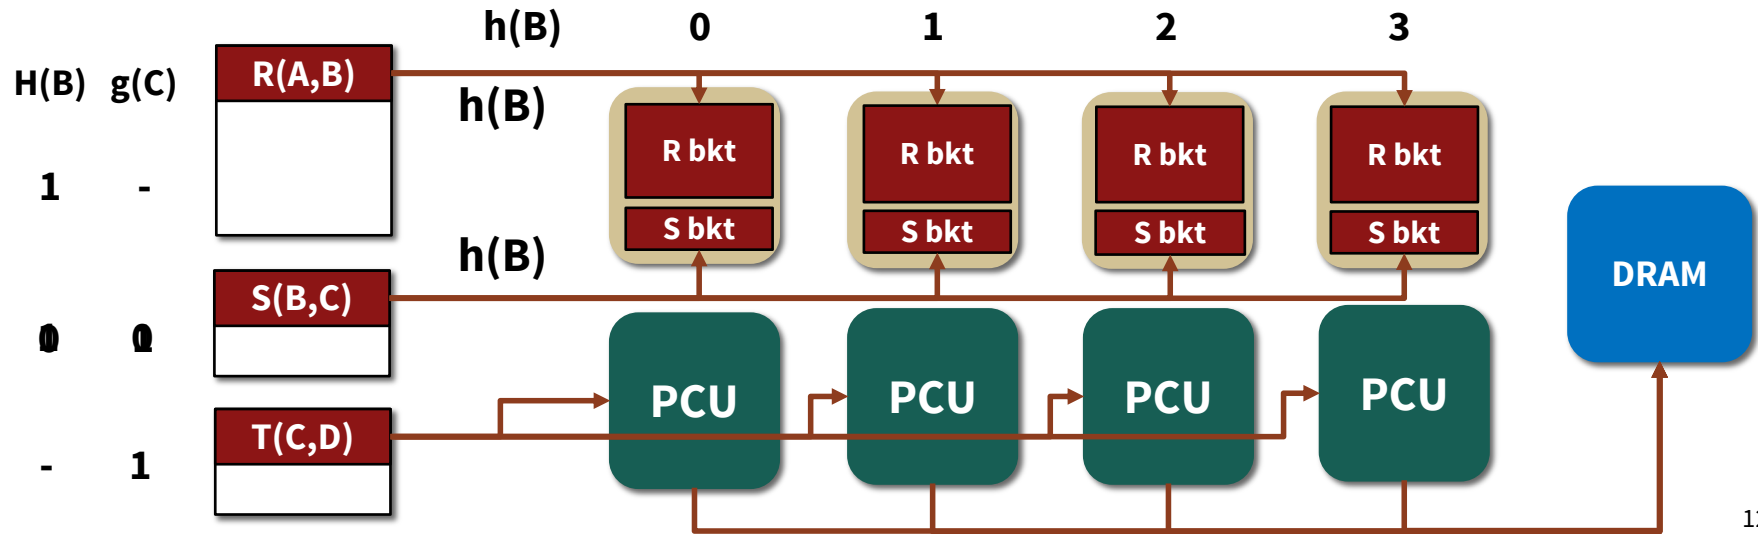 h(B) 0 1 2 3
H(B) g(C)
R(A,B)
h(B)
R bkt R bkt R bkt R bkt
1 -
S bkt S bkt S bkt S bkt
h(B)
S(B,C)
DRAM
PCU PCU PCU PCU
T(C,D)
- 1